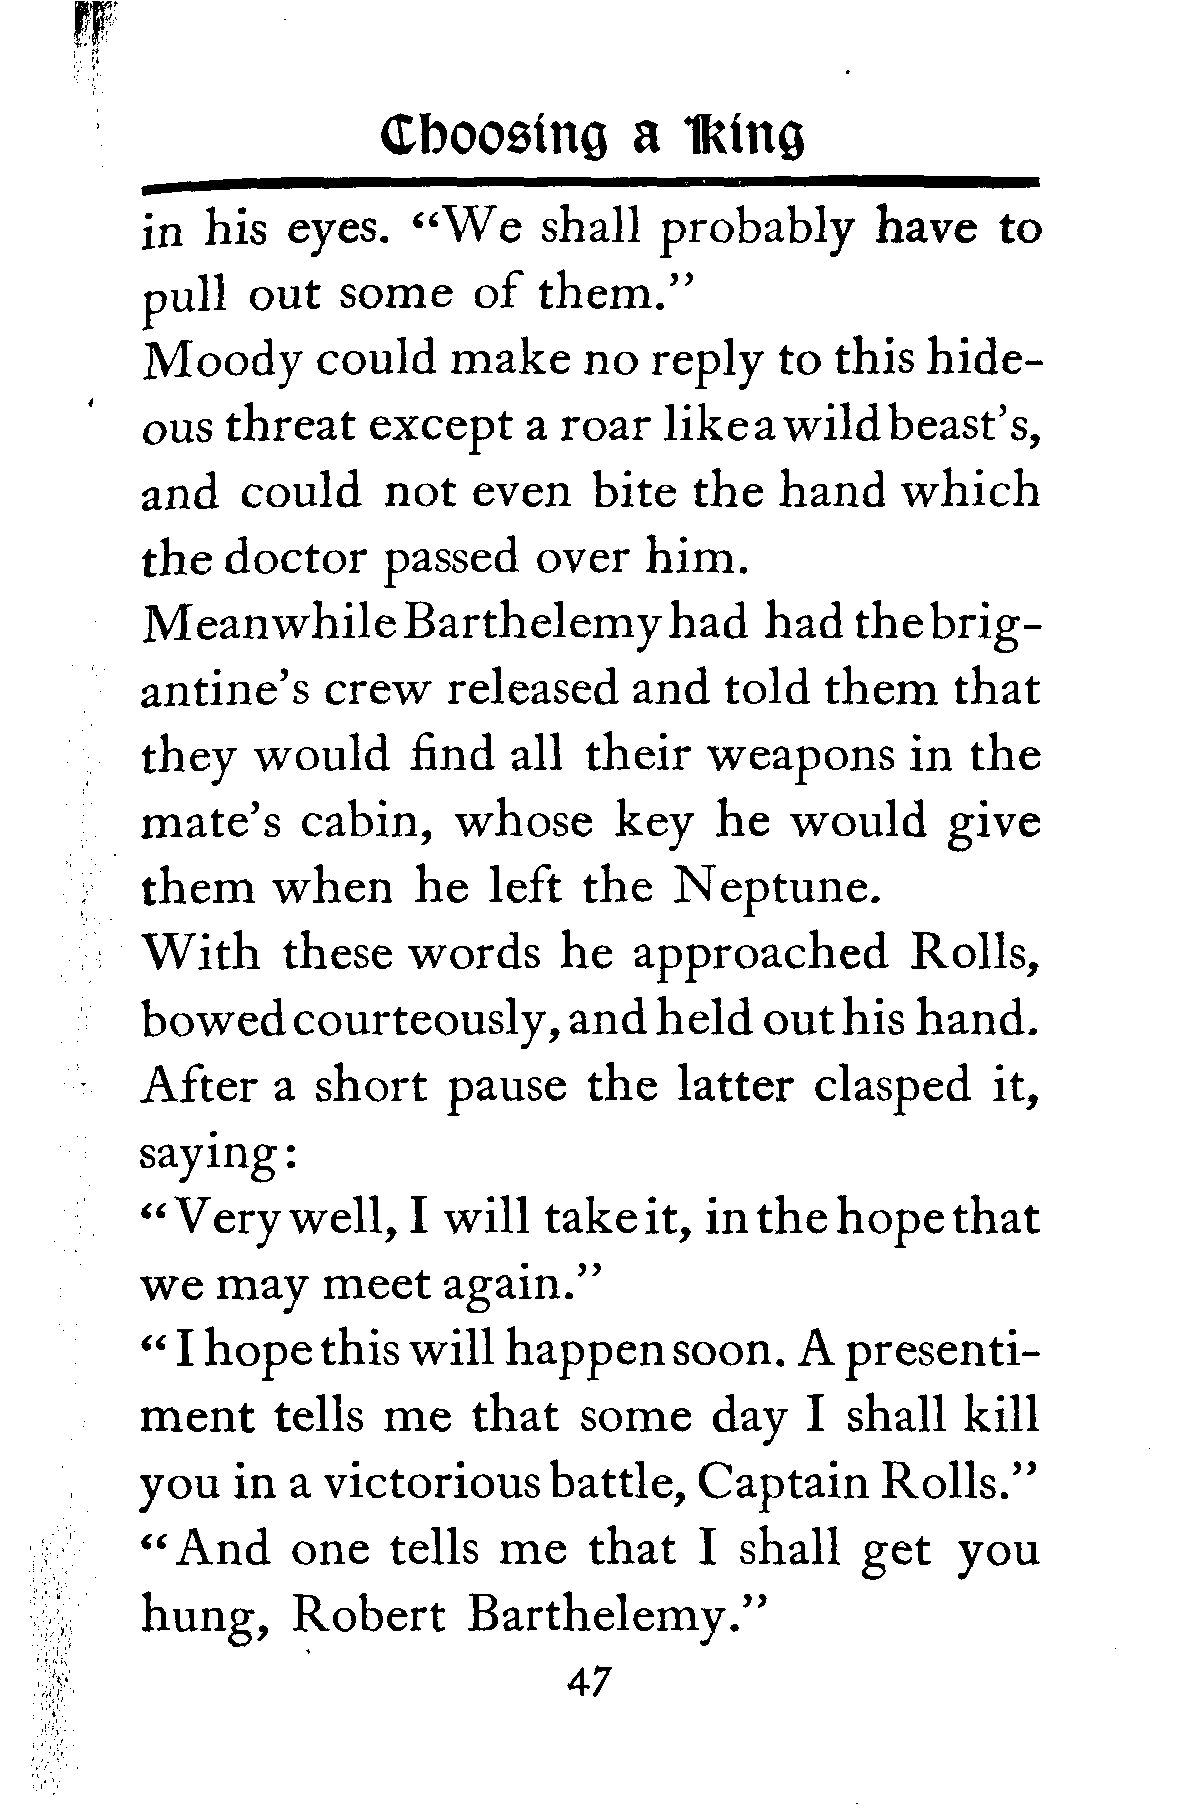 Choosing a King
in his eyes. “We shall probably have to
pull out some of them.”
Moody could make no reply to this hide-
ous threat except a roar like a wild beast’s,
and could not even bite the hand which
the doctor passed over him.
Meanwhile Barthelemy had had the brig-
antine’s crew released and told them that
they would find all their weapons in the
mate’s cabin, whose key he would give
them when he left the Neptune.
With these words he approached Rolls,
bowed courteously, and held out his hand.
After a short pause the latter clasped it,
saying:
“Very well, I will take it, in the hope that
we may meet again.”
“I hope this will happen soon. A presenti-
ment tells me that some day I shall kill
you in a victorious battle, Captain Rolls.”
“And one tells me that I shall get you
hung, Robert Barthelemy.”
47